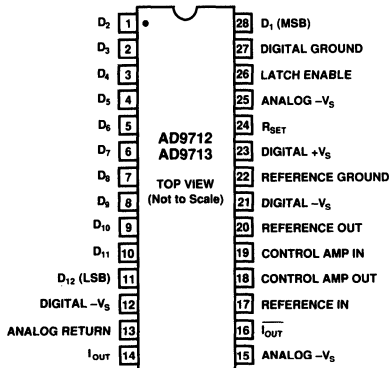 D2 1 28 D1 (MSB)
D3 2 27 DIGITAL GROUND
D4 3 26 LATCH ENABLE
D5 4 25 ANALOG –VS
D6 5 24 RSET
D7 6 23 DIGITAL +VS
D8 7 22 REFERENCE GROUND
D9 8 21 DIGITAL –VS
D10 9 20 REFERENCE OUT
D11 10 19 CONTROL AMP IN
D12 (LSB) 11 18 CONTROL AMP OUT
DIGITAL –VS 12 17 REFERENCE IN
ANALOG RETURN 13 16 IOUT
IOUT 14 15 ANALOG –VS
AD9712
AD9713
TOP VIEW
(Not to Scale)